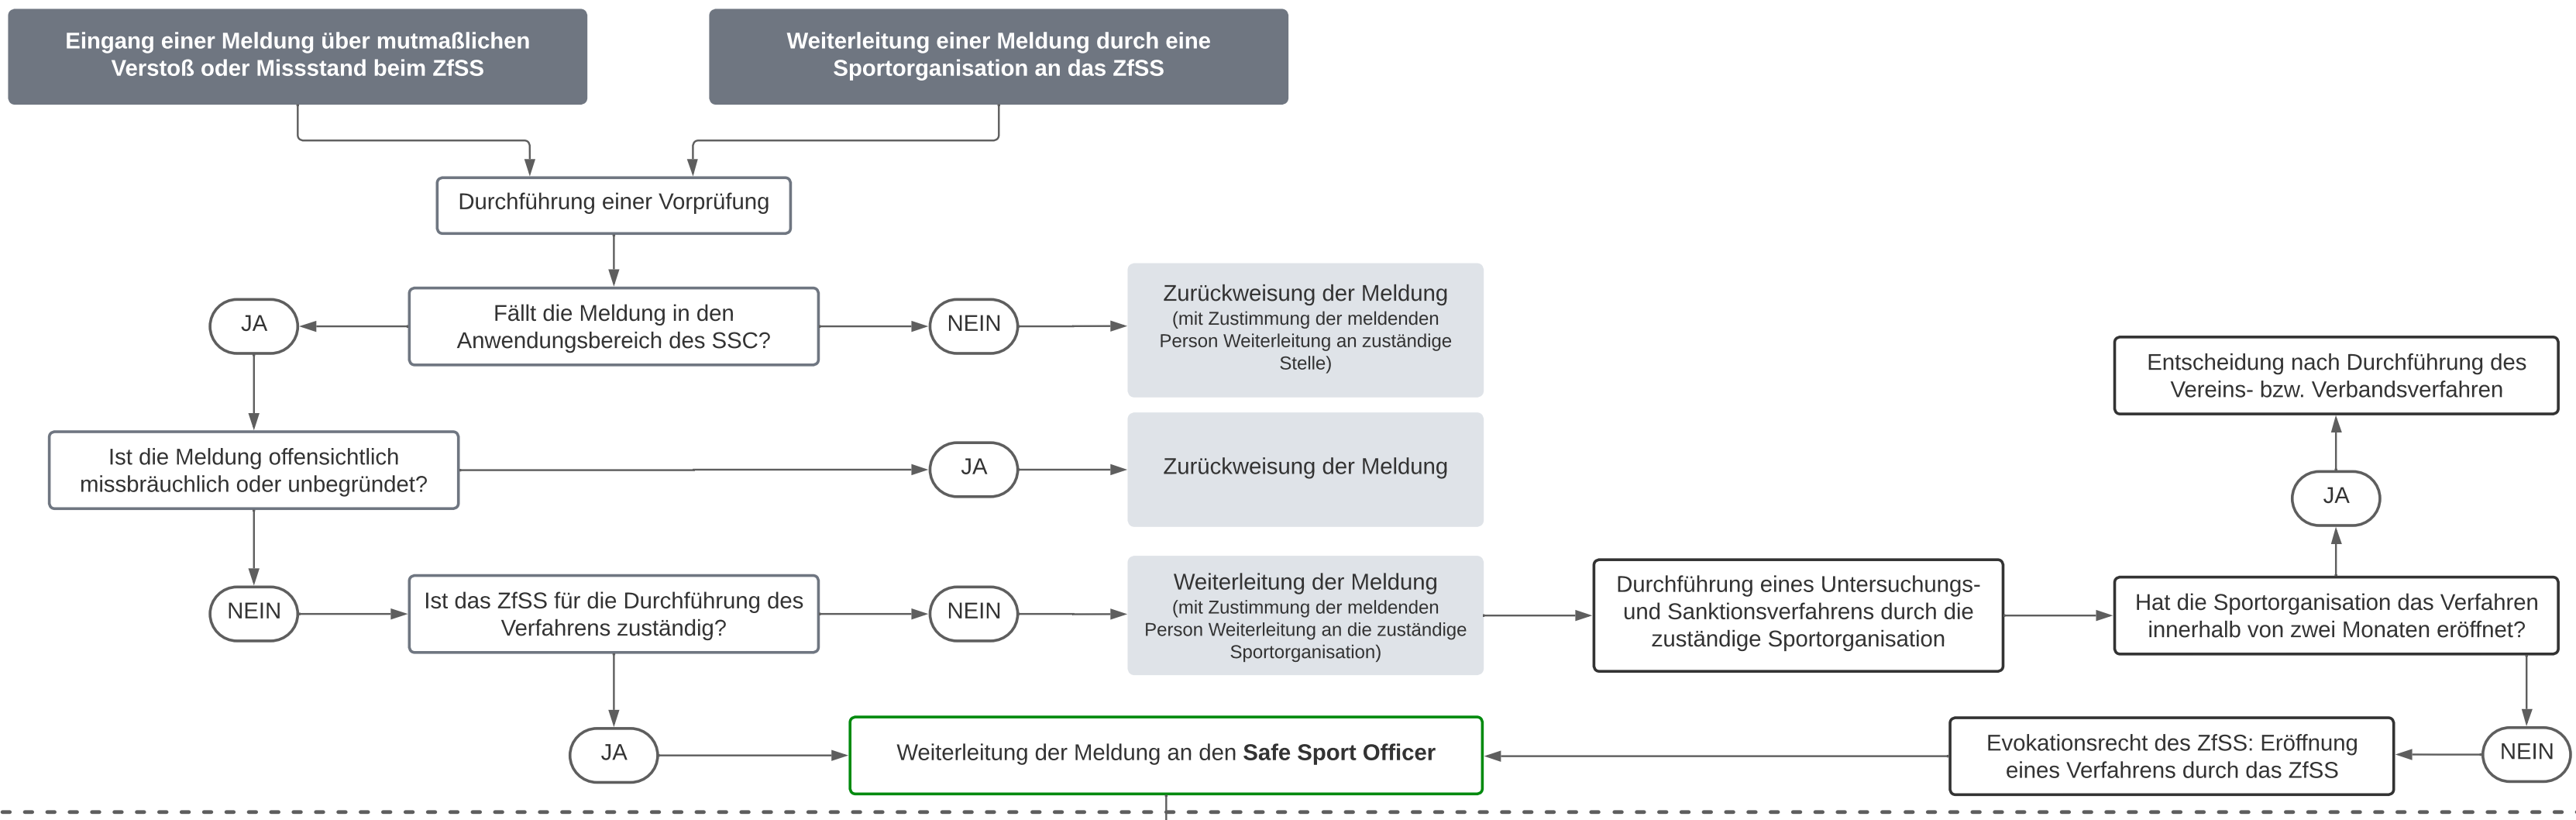 Eingang einer Meldung über mutmaßlichen
Verstoß oder Missstand beim ZfSS
Weiterleitung einer Meldung durch eine
Sportorganisation an das ZfSS
Durchführung einer Vorprüfung
JA
Fällt die Meldung in den
Anwendungsbereich des SSC?
NEIN
Zurückweisung der Meldung
(mit Zustimmung der meldenden
Person Weiterleitung an zuständige
Stelle)
Ist die Meldung offensichtlich
missbräuchlich oder unbegründet?
JA
Zurückweisung der Meldung
NEIN
Ist das ZfSS für die Durchführung des
Verfahrens zuständig?
NEIN
Weiterleitung der Meldung
(mit Zustimmung der meldenden
Person Weiterleitung an die zuständige
Sportorganisation)
Durchführung eines Untersuchungs-
und Sanktionsverfahrens durch die
zuständige Sportorganisation
Hat die Sportorganisation das Verfahren
innerhalb von zwei Monaten eröffnet?
JA
Entscheidung nach Durchführung des
Vereins- bzw. Verbandsverfahren
NEIN
Evokationsrecht des ZfSS: Eröffnung
eines Verfahrens durch das ZfSS
JA
Weiterleitung der Meldung an den Safe Sport Officer